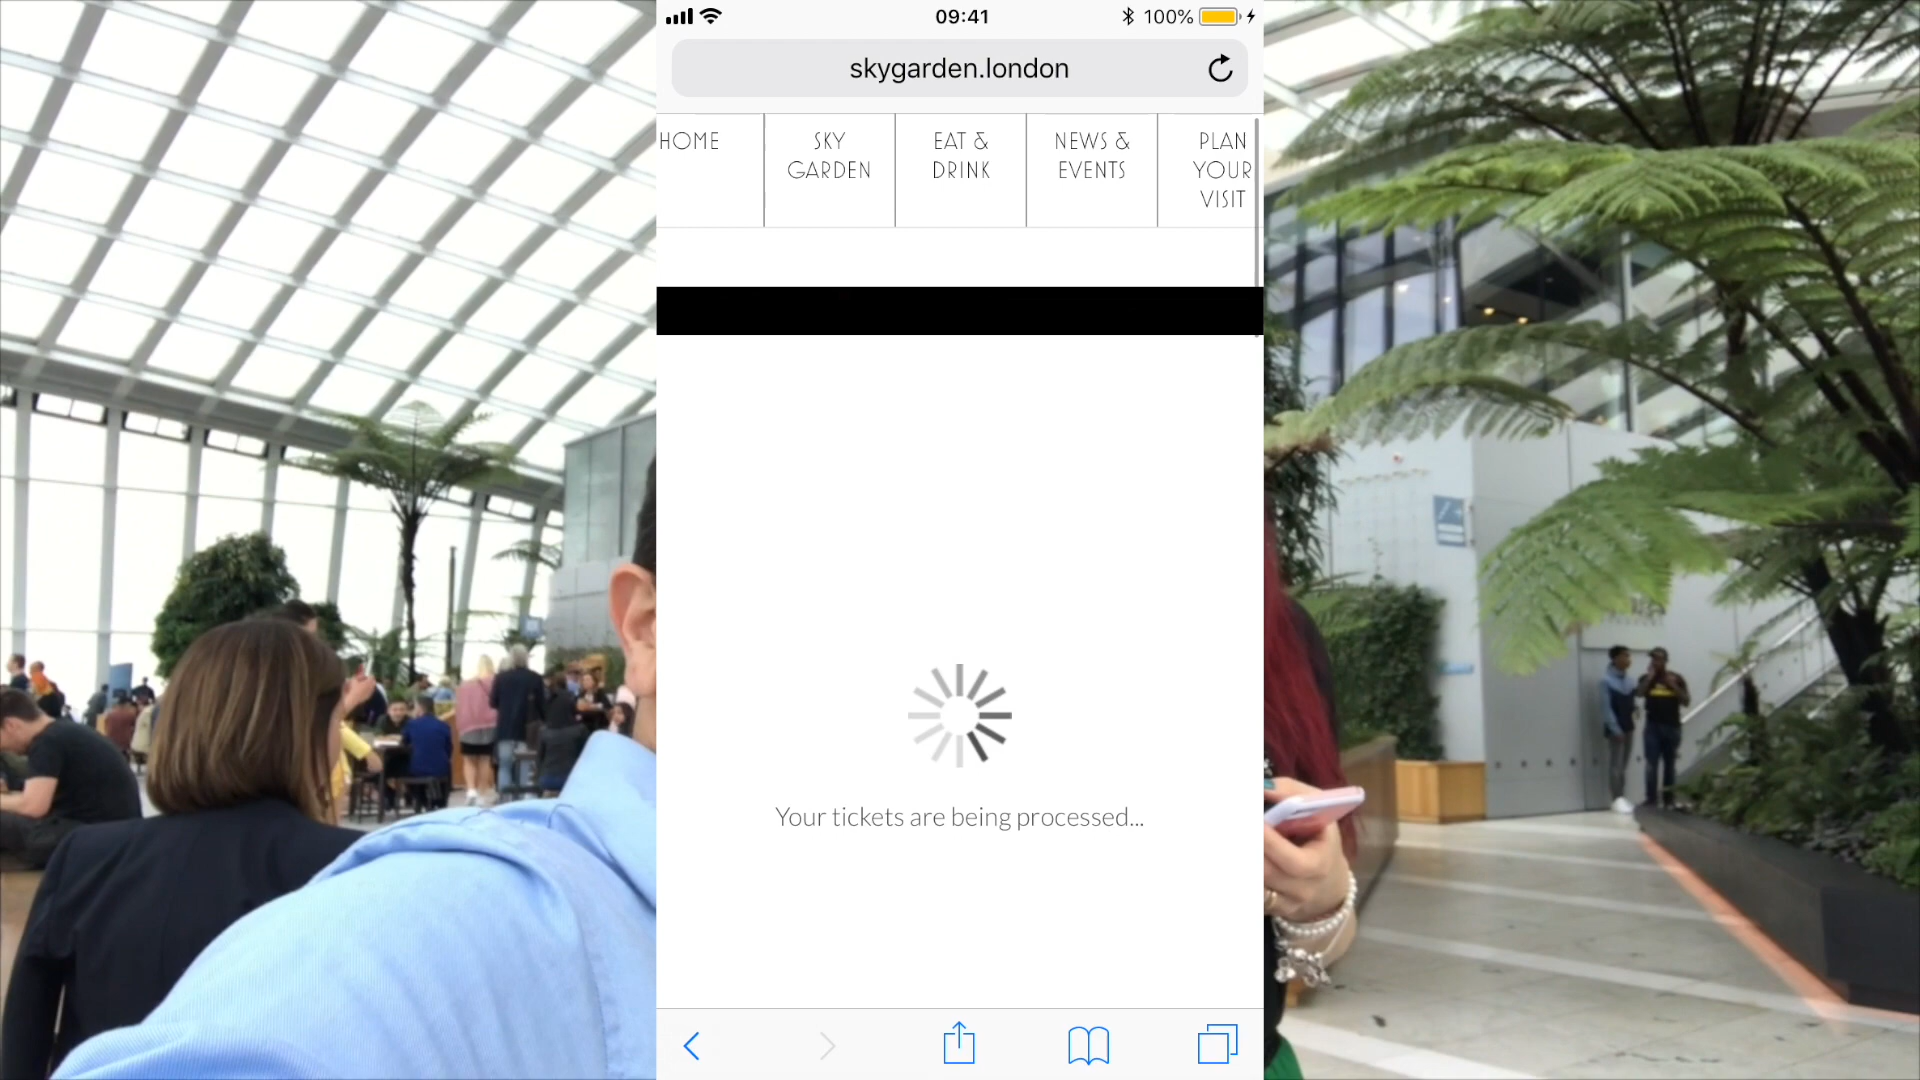 09:41
100%
skygarden.london
HOME
SKY
GARDEN
EAT &
DRINK
NEWS &
EVENTS
PLAN
YOUR
VISIT
Your tickets are being processed...